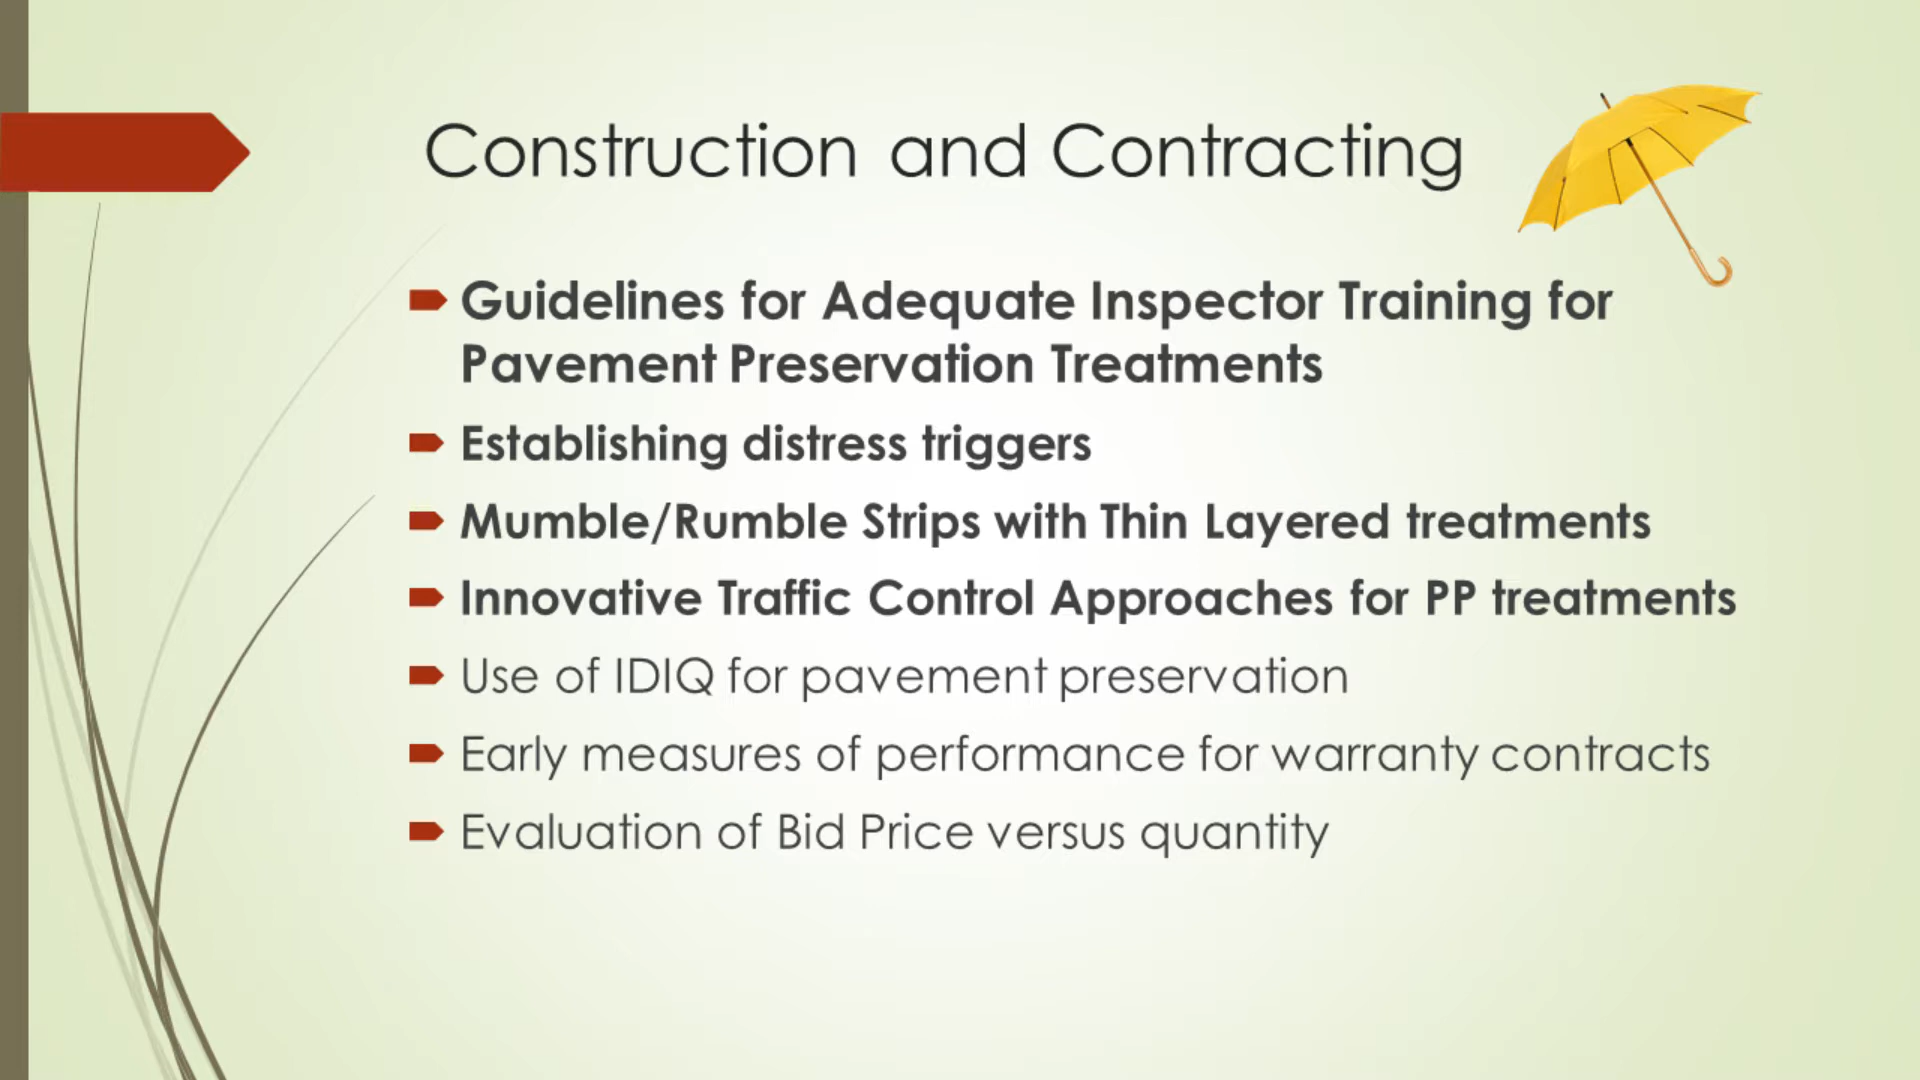 Construction and Contracting
Guidelines for Adequate Inspector Training for
Pavement Preservation Treatments
Establishing distress triggers
Mumble/Rumble Strips with Thin Layered treatments
Innovative Traffic Control Approaches for PP treatments
Use of IDIQ for pavement preservation
Early measures of performance for warranty contracts
Evaluation of Bid Price versus quantity